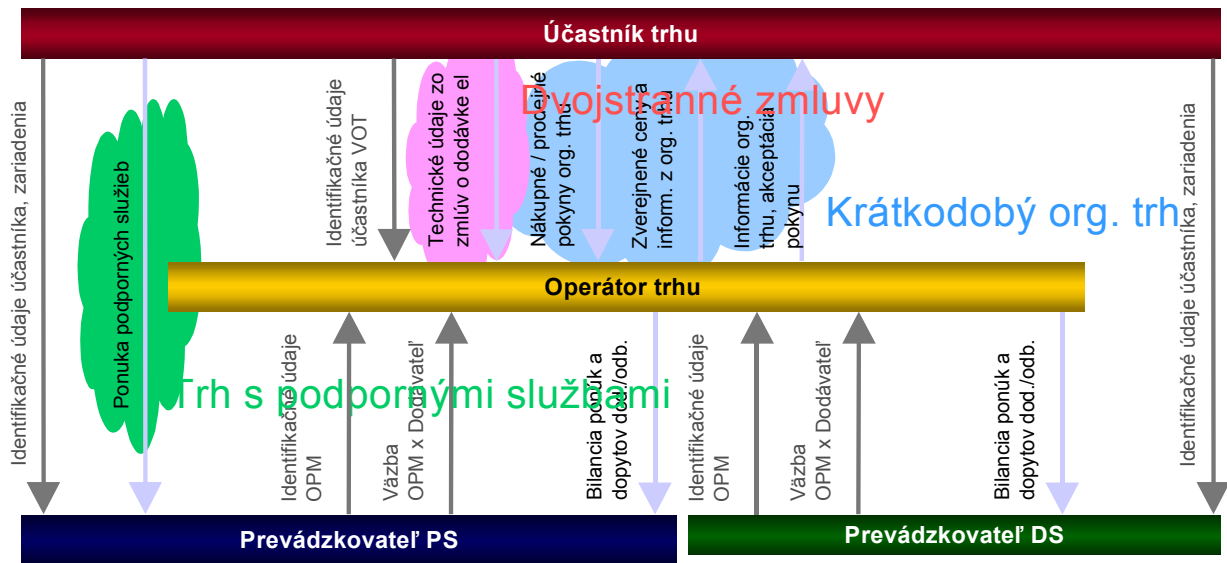 Účastník trhu
Identifikačné údaje účastníka, zariadenia
Ponuka podporných služieb
Identifikačné údaje
účastníka VOT
Technické údaje zo
zmlúv o dodávke el
Nákupné / prodejné
pokyny org. trhu
Zverejnené ceny a
inform. z org. trhu
Informácie org.
trhu, akceptácia
pokynu
Dvojstranné zmluvy
Krátkodobý org. trh
Identifikačné údaje účastníka, zariadenia
Operátor trhu
Trh s podpornými službami
Identifikačné údaje
OPM
Väzba
OPM x Dodávateľ
Bilancia ponúk a
dopytov dod./odb.
Identifikačné údaje
OPM
Väzba
OPM x Dodávateľ
Bilancia ponúk a
dopytov dod./odb.
Prevádzkovateľ PS
Prevádzkovateľ DS